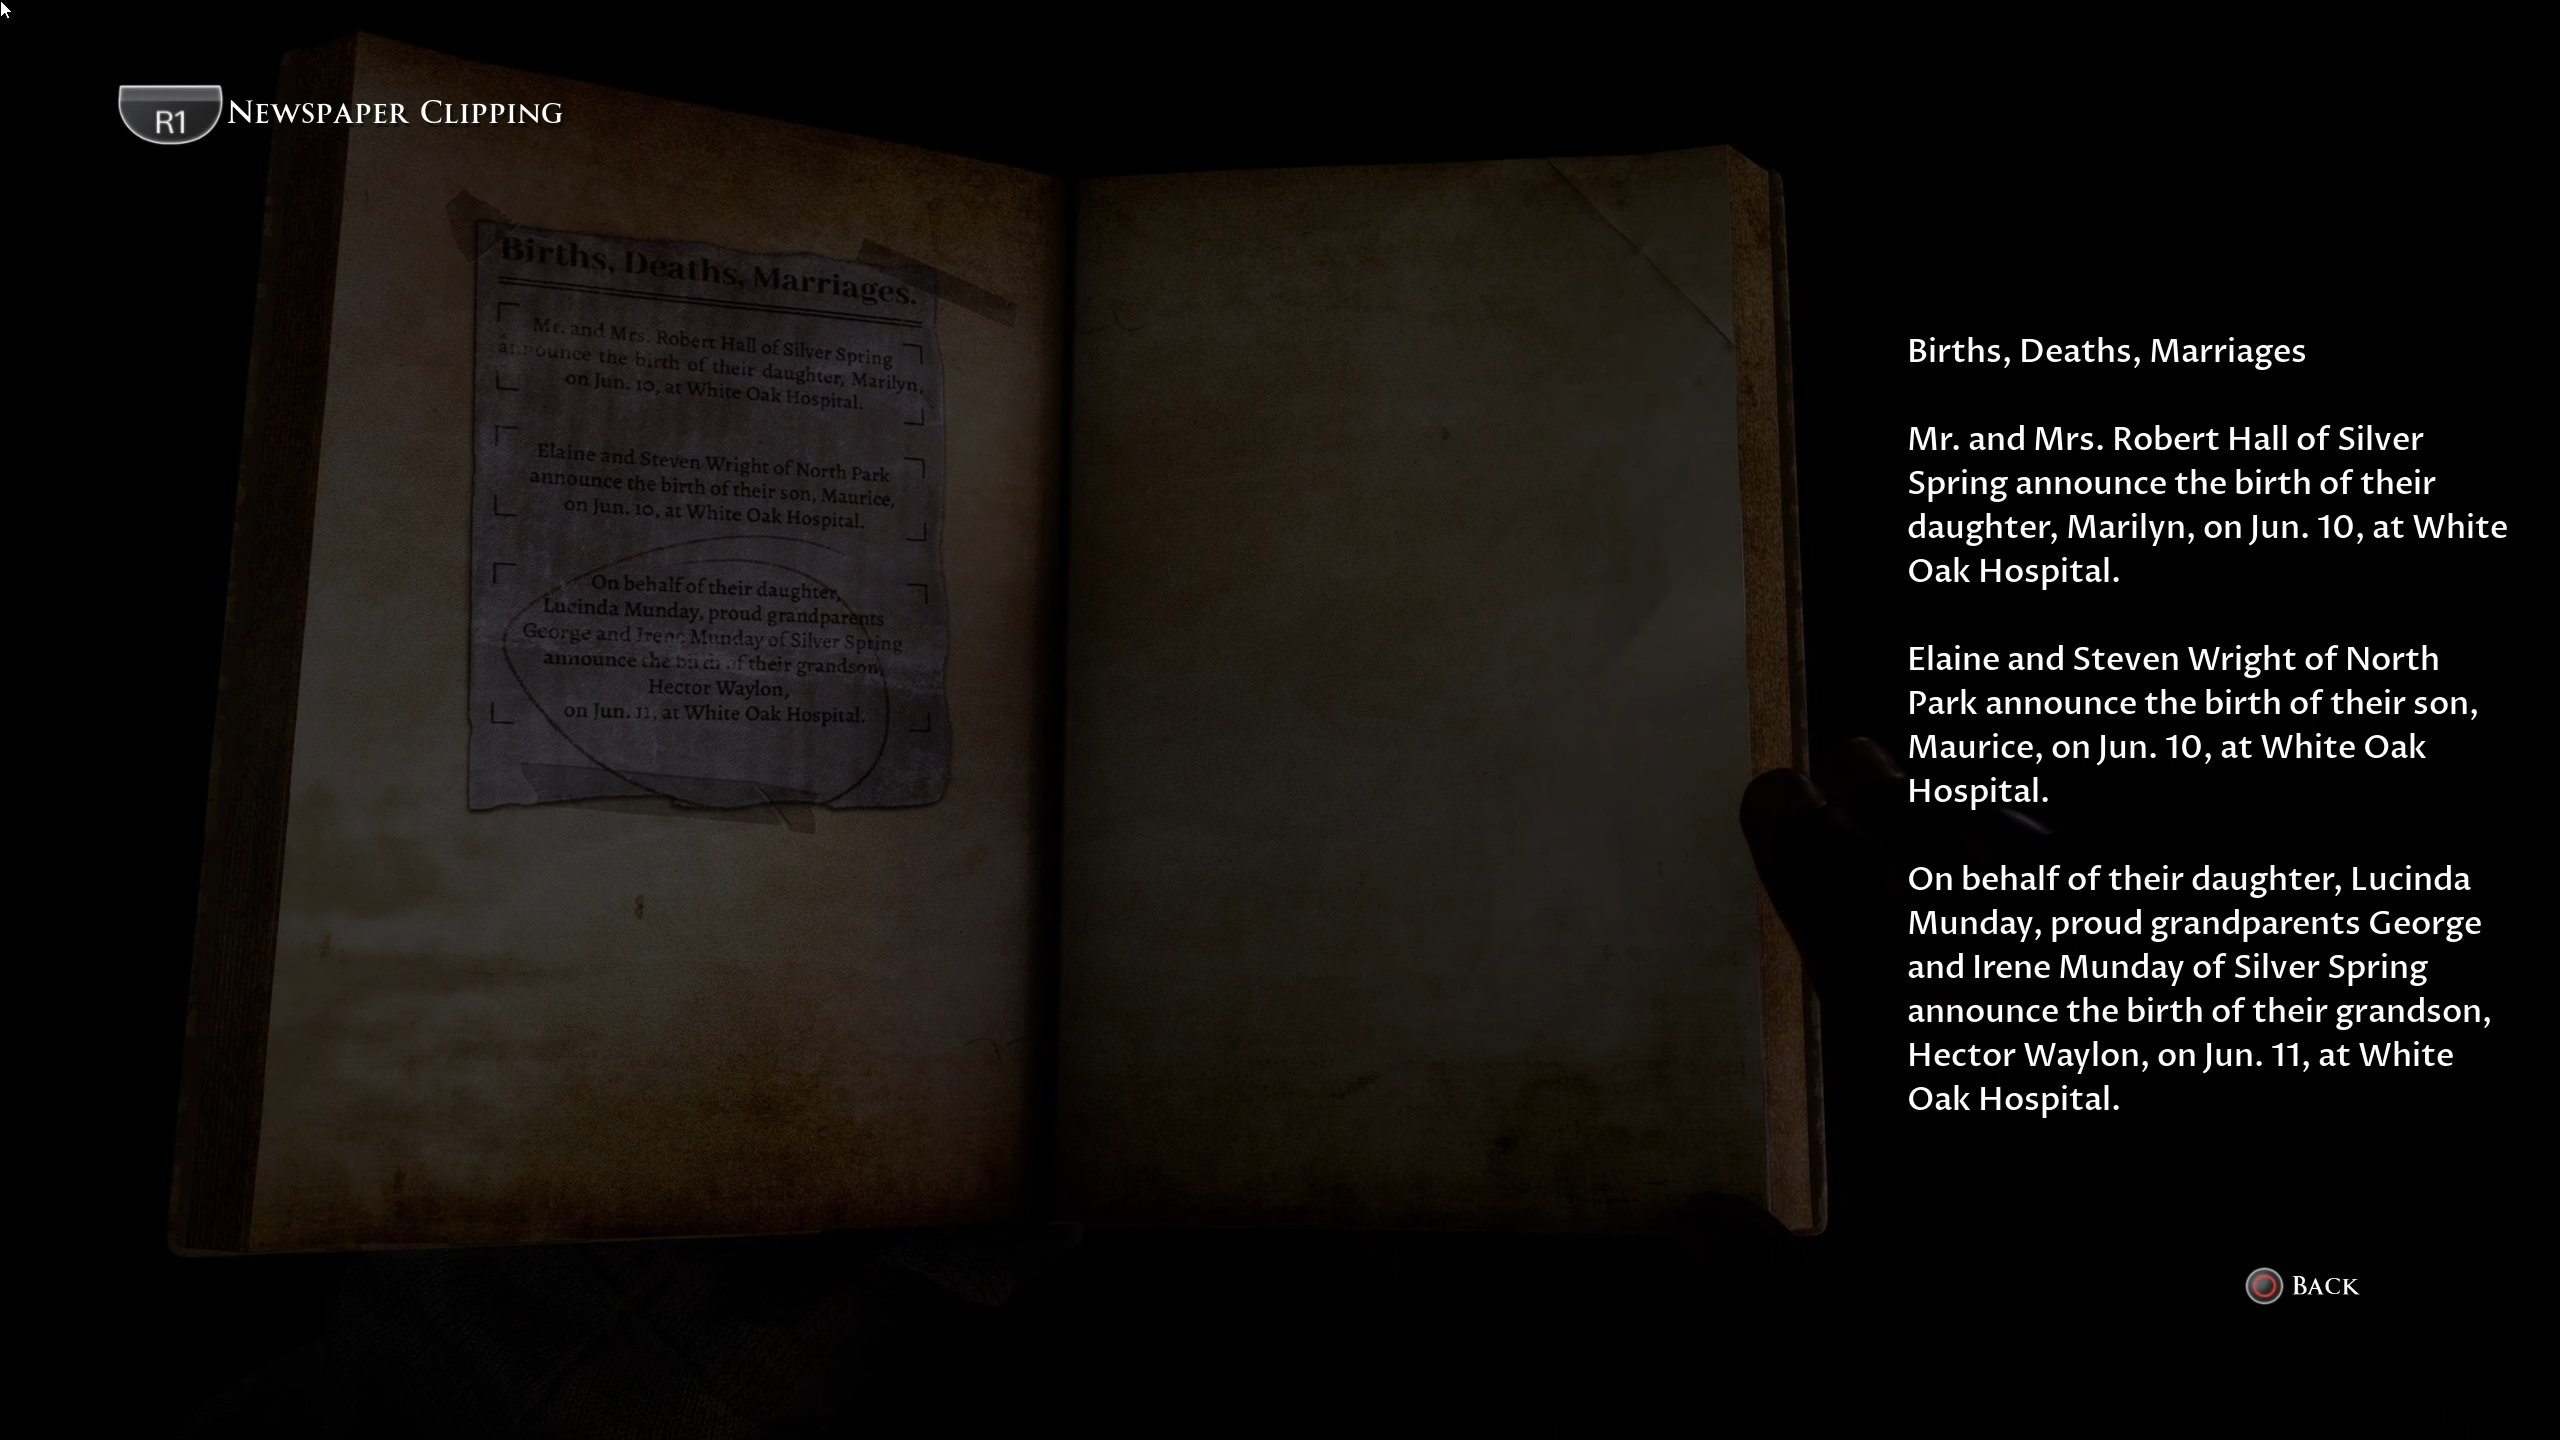 R1 Newspaper Clipping
Births, Deaths, Marriages.
Mr. and Mrs. Robert Hall of Silver Spring
announce the birth of their daughter, Marilyn,
on Jun. 10, at White Oak Hospital.
Elaine and Steven Wright of North Park
announce the birth of their son, Maurice,
on Jun. 10, at White Oak Hospital.
On behalf of their daughter,
Lucinda Munday, proud grandparents
George and Irene Munday of Silver Spring
announce the birth of their grandson,
Hector Waylon,
on Jun. 11, at White Oak Hospital.
Births, Deaths, Marriages
Mr. and Mrs. Robert Hall of Silver
Spring announce the birth of their
daughter, Marilyn, on Jun. 10, at White
Oak Hospital.
Elaine and Steven Wright of North
Park announce the birth of their son,
Maurice, on Jun. 10, at White Oak
Hospital.
On behalf of their daughter, Lucinda
Munday, proud grandparents George
and Irene Munday of Silver Spring
announce the birth of their grandson,
Hector Waylon, on Jun. 11, at White
Oak Hospital.
Back